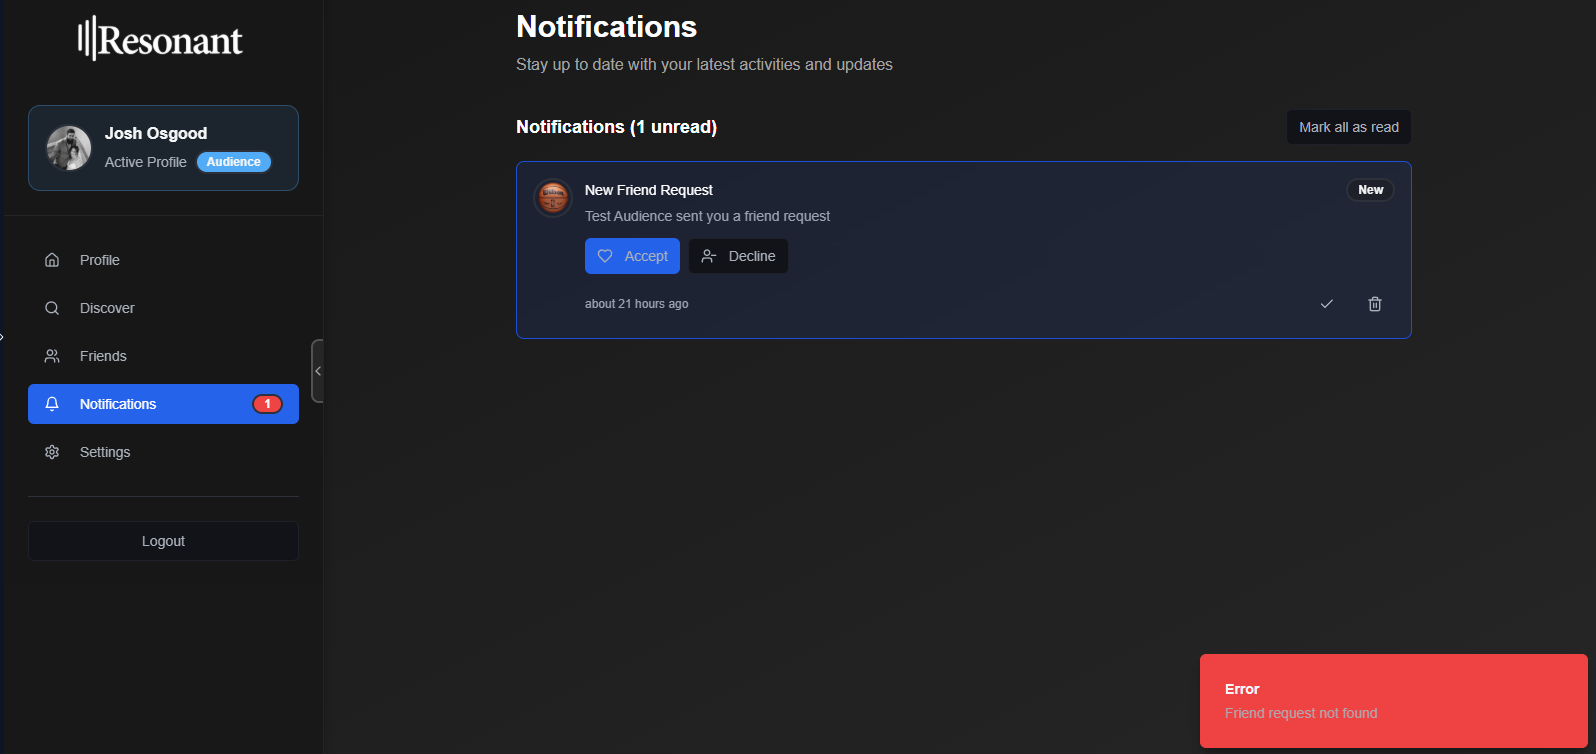 Resonant
Josh Osgood
Active Profile Audience
Profile
Discover
Friends
Notifications 1
Settings
Logout
Notifications
Stay up to date with your latest activities and updates
Notifications (1 unread) Mark all as read
New Friend Request New
Test Audience sent you a friend request
Accept Decline
about 21 hours ago
Error
Friend request not found